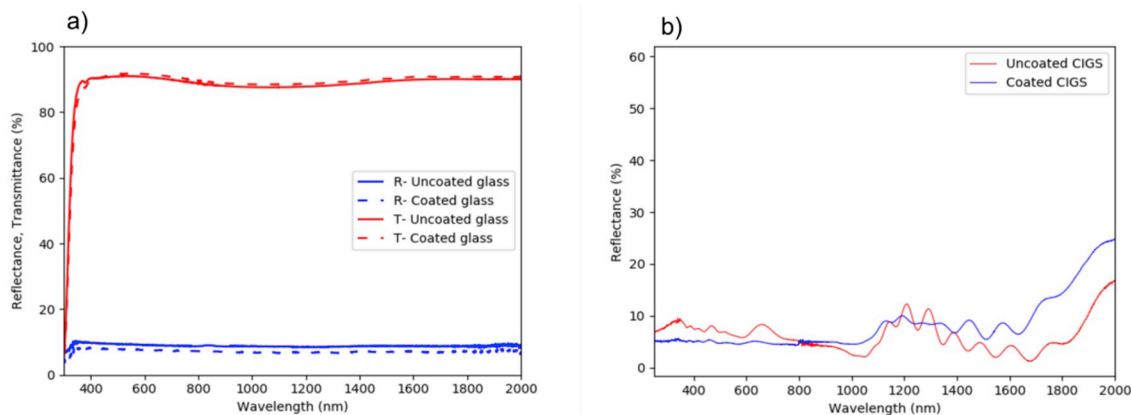 a)
100
80
60
40
20
0
Reflectance, Transmittance (%)
R- Uncoated glass
R- Coated glass
T- Uncoated glass
T- Coated glass
400 600 800 1000 1200 1400 1600 1800 2000
Wavelength (nm)
b)
60
50
40
30
20
10
0
Reflectance (%)
Uncoated CIGS
Coated CIGS
400 600 800 1000 1200 1400 1600 1800 2000
Wavelength (nm)